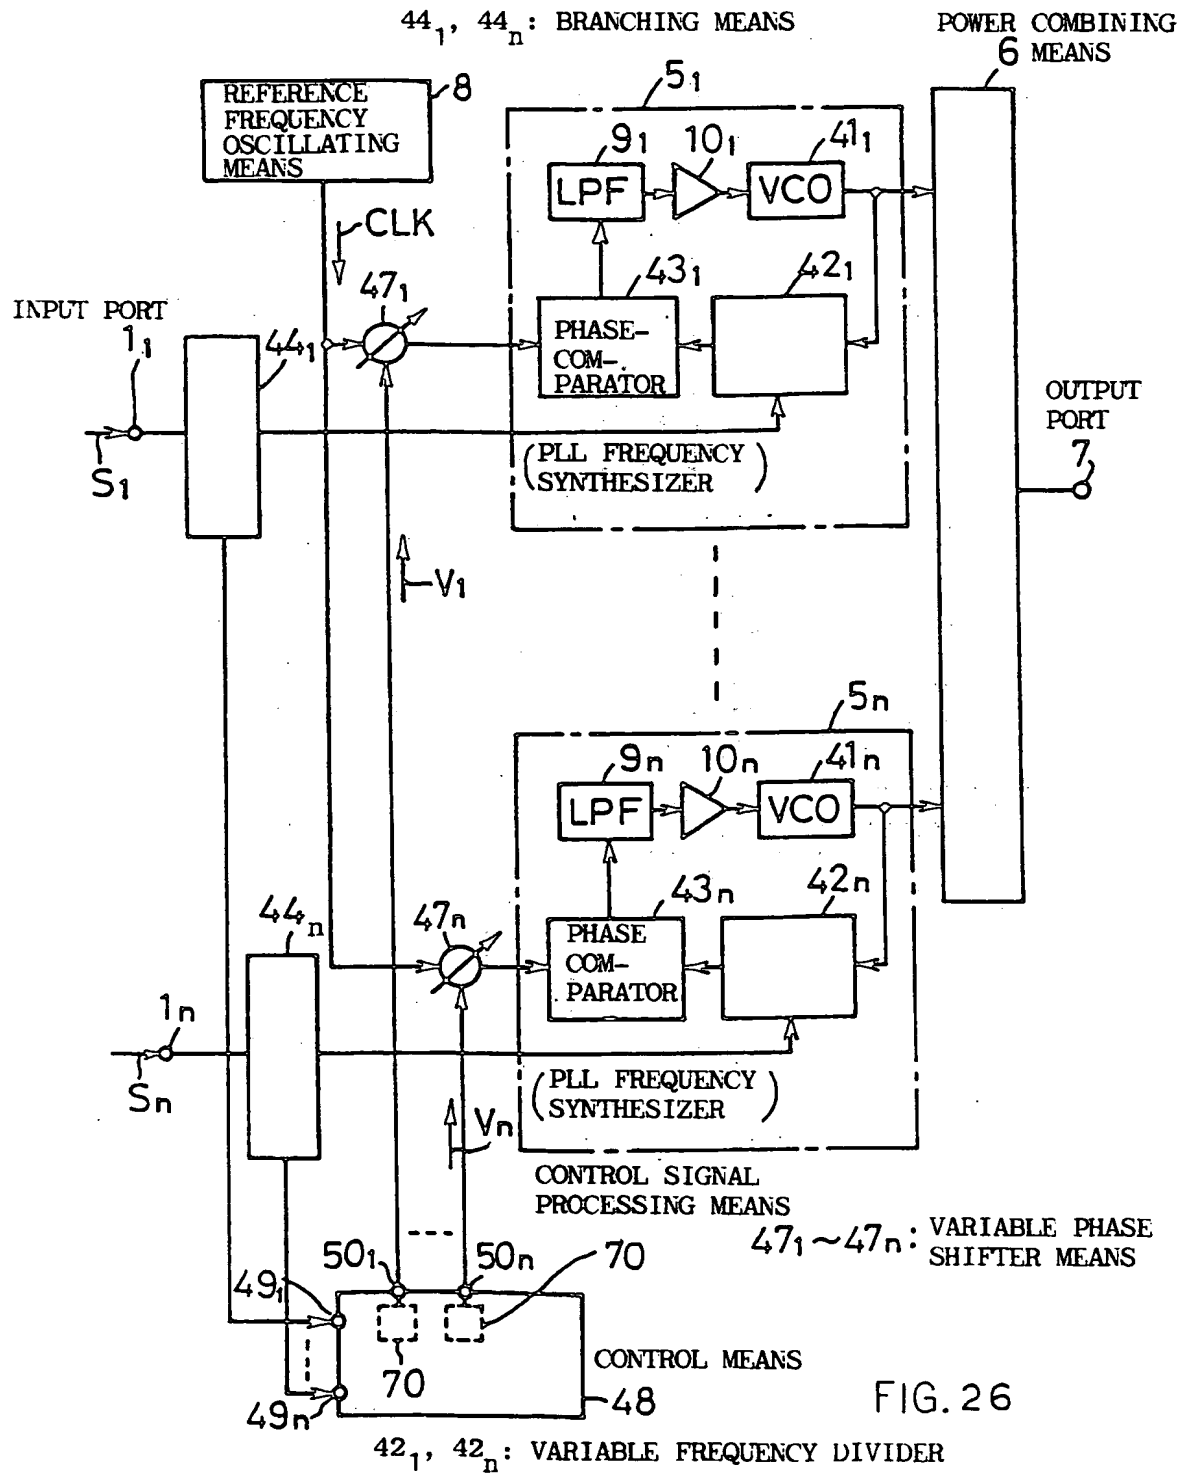 44₁, 44ₙ: BRANCHING MEANS
POWER COMBINING
6 MEANS
REFERENCE
FREQUENCY
OSCILLATING
MEANS
8
5₁
9₁
10₁
41₁
LPF
VCO
CLK
47₁
43₁
42₁
INPUT PORT
1₁
44₁
PHASE-
COM-
PARATOR
OUTPUT
PORT
7
S₁
(PLL FREQUENCY
SYNTHESIZER)
V₁
5n
9n
10n
41n
LPF
VCO
44ₙ
47n
43n
42n
PHASE
COM-
PARATOR
1n
Sn
(PLL FREQUENCY
SYNTHESIZER)
Vn
CONTROL SIGNAL
PROCESSING MEANS
47₁~47n: VARIABLE PHASE
SHIFTER MEANS
50₁
50n
70
49₁
70
CONTROL MEANS
49n
48
FIG. 26
42₁, 42ₙ: VARIABLE FREQUENCY DIVIDER